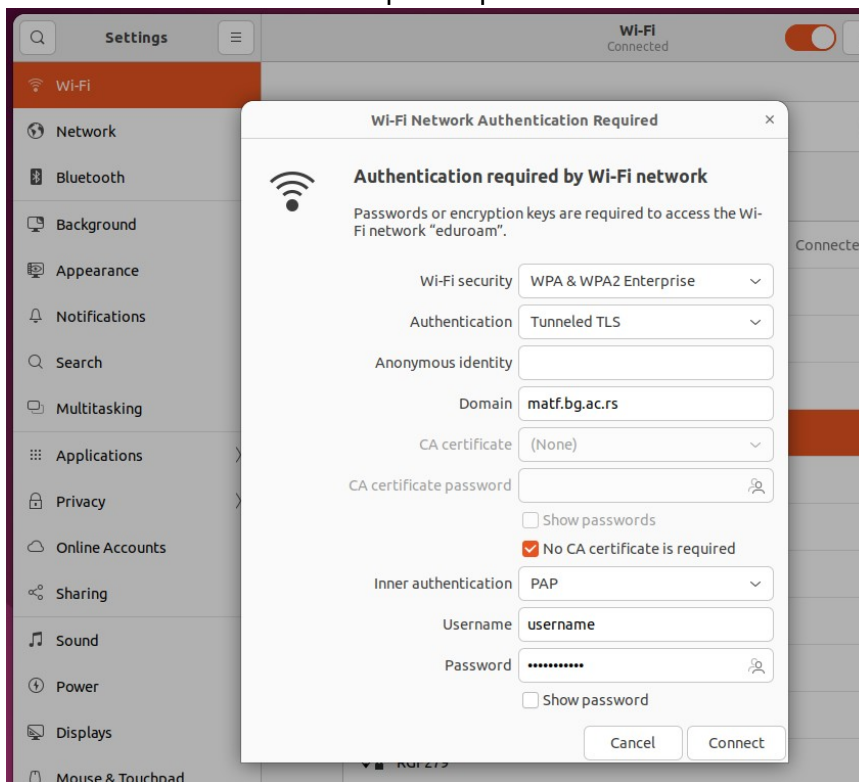 Settings
Wi-Fi
Connected
Wi-Fi
Network
Bluetooth
Background
Appearance
Notifications
Search
Multitasking
Applications
Privacy
Online Accounts
Sharing
Sound
Power
Displays
Mouse & Touchpad
Connecte
Wi-Fi Network Authentication Required
Authentication required by Wi-Fi network
Passwords or encryption keys are required to access the Wi-
Fi network “eduroam”.
Wi-Fi security WPA & WPA2 Enterprise
Authentication Tunneled TLS
Anonymous identity
Domain matf.bg.ac.rs
CA certificate (None)
CA certificate password
Show passwords
No CA certificate is required
Inner authentication PAP
Username username
Password •••••••••••
Show password
Cancel Connect